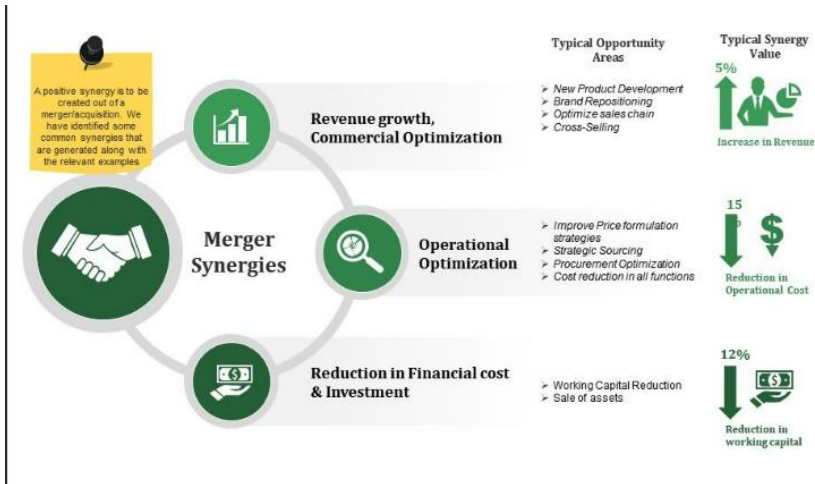 Typical Opportunity
Areas
Typical Synergy
Value
A positive synergy is to be
created out of a
merger/acquisition. We
have identified some
common synergies that
are generated along with
the relevant examples
Revenue growth,
Commercial Optimization
➢ New Product Development
➢ Brand Repositioning
➢ Optimize sales chain
➢ Cross-Selling
5%
Increase in Revenue
Merger
Synergies
Operational
Optimization
➢ Improve Price formulation
strategies
➢ Strategic Sourcing
➢ Procurement Optimization
➢ Cost reduction in all functions
15
Reduction in
Operational Cost
Reduction in Financial cost
& Investment
➢ Working Capital Reduction
➢ Sale of assets
12%
Reduction in
working capital